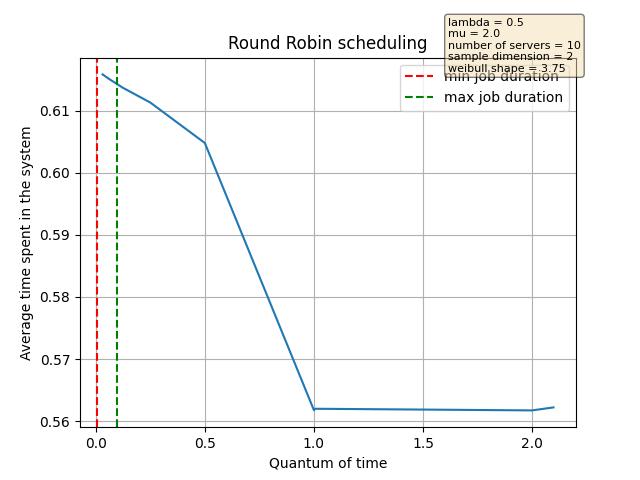 Round Robin scheduling
lambda = 0.5
mu = 2.0
number of servers = 10
sample dimension = 2
weibull shape = 3.75
min job duration
max job duration
Average time spent in the system
0.61
0.60
0.59
0.58
0.57
0.56
0.0
0.5
1.0
1.5
2.0
Quantum of time